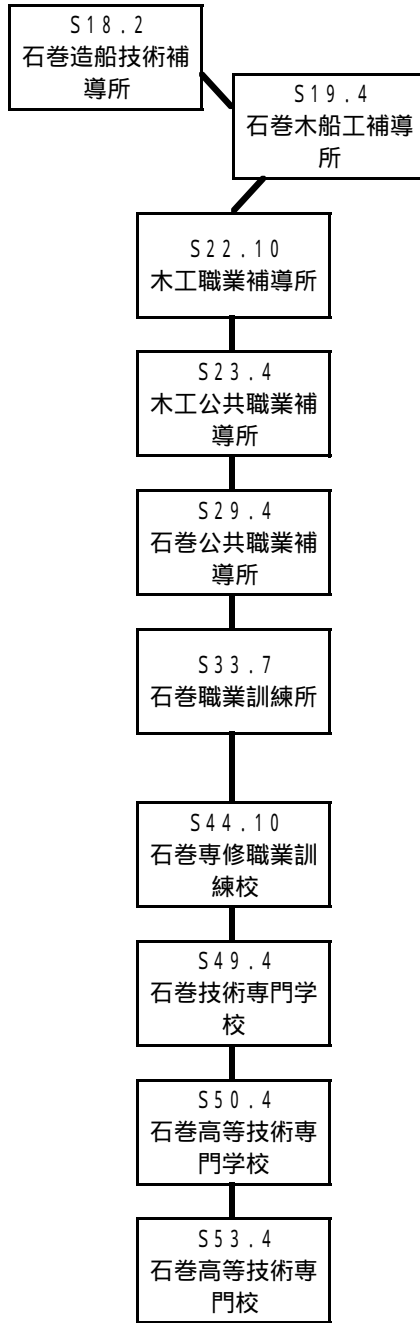 S18.2
石巻造船技術補
導所
S19.4
石巻木船工補導
所
S22.10
木工職業補導所
S23.4
木工公共職業補
導所
S29.4
石巻公共職業補
導所
S33.7
石巻職業訓練所
S44.10
石巻専修職業訓
練校
S49.4
石巻技術専門学
校
S50.4
石巻高等技術専
門学校
S53.4
石巻高等技術専
門校